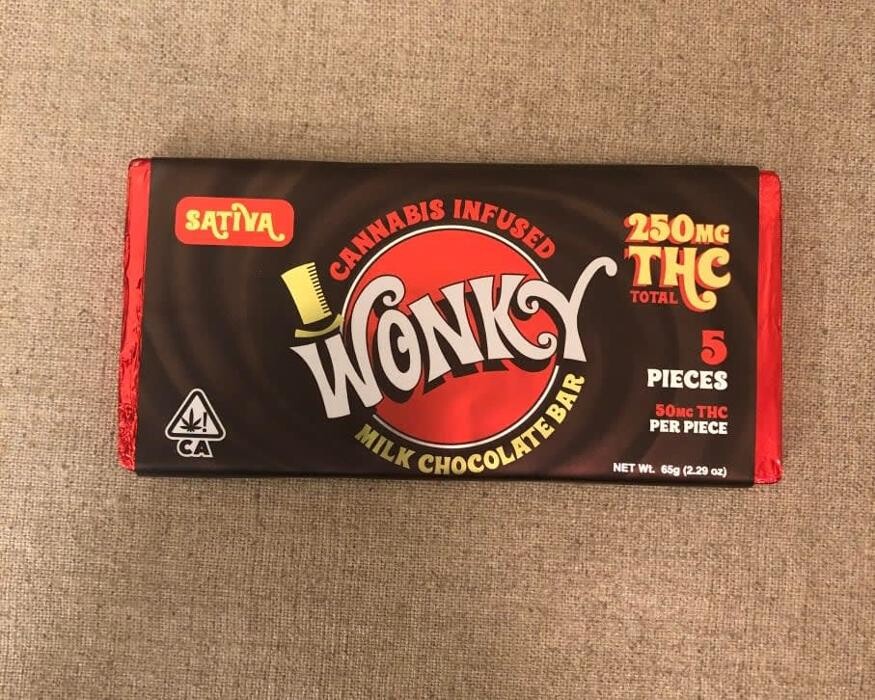 SATIVA
CANNABIS INFUSED
WONKY
MILK CHOCOLATE BAR
250MG
THC
TOTAL
5
PIECES
50MG THC
PER PIECE
CA
NET Wt. 65g (2.29 oz)